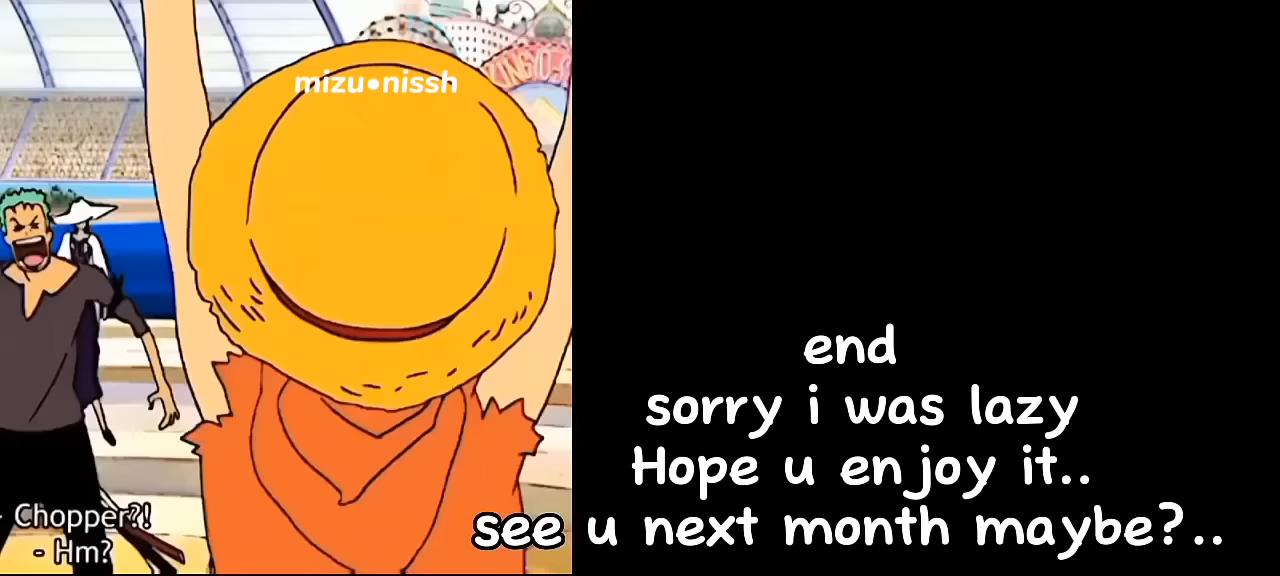 mizu•nissh
end
sorry i was lazy
Hope u enjoy it..
see u next month maybe?..
- Chopper?!
- Hm?